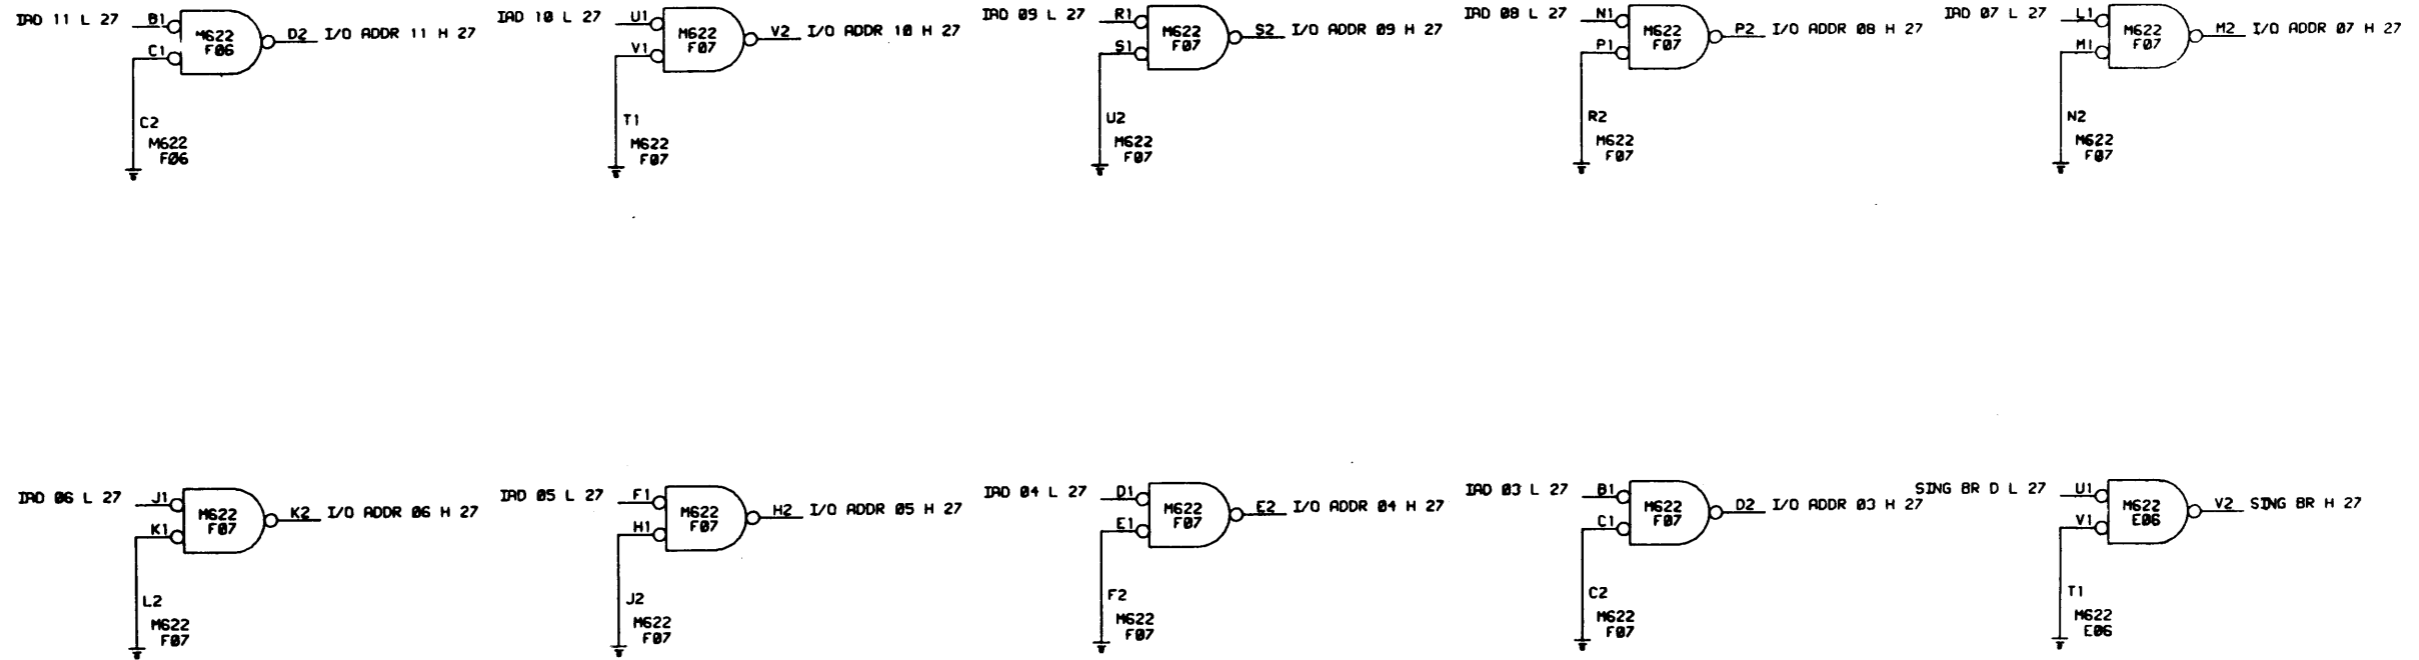 IAD 11 L 27 B1 M622 D2 I/O ADDR 11 H 27
F06
C1
C2
M622
F06
IAD 10 L 27 U1 M622 V2 I/O ADDR 10 H 27
F07
V1
T1
M622
F07
IAD 09 L 27 R1 M622 S2 I/O ADDR 09 H 27
F07
S1
U2
M622
F07
IAD 08 L 27 N1 M622 P2 I/O ADDR 08 H 27
F07
P1
R2
M622
F07
IAD 07 L 27 L1 M622 M2 I/O ADDR 07 H 27
F07
M1
N2
M622
F07
IAD 06 L 27 J1 M622 K2 I/O ADDR 06 H 27
F07
K1
L2
M622
F07
IAD 05 L 27 F1 M622 H2 I/O ADDR 05 H 27
F07
H1
J2
M622
F07
IAD 04 L 27 D1 M622 E2 I/O ADDR 04 H 27
F07
E1
F2
M622
F07
IAD 03 L 27 B1 M622 D2 I/O ADDR 03 H 27
F07
C1
C2
M622
F07
SING BR D L 27 U1 M622 V2 SING BR H 27
E06
V1
T1
M622
E06